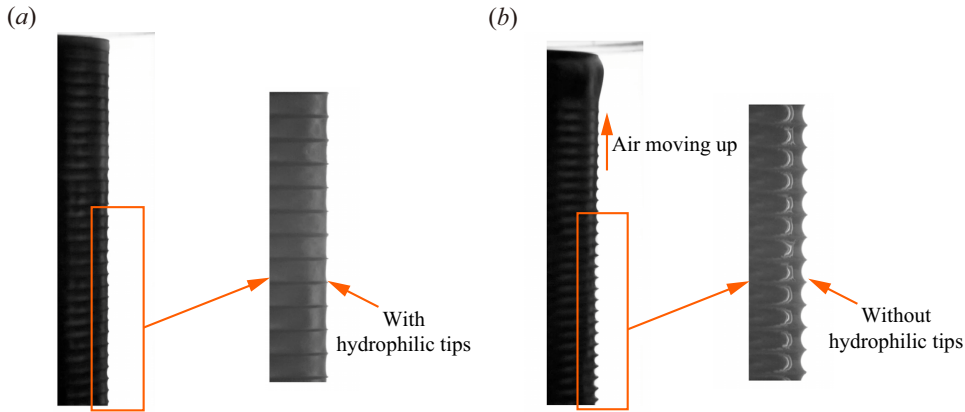 (a)
With
hydrophilic tips
(b)
Air moving up
Without
hydrophilic tips